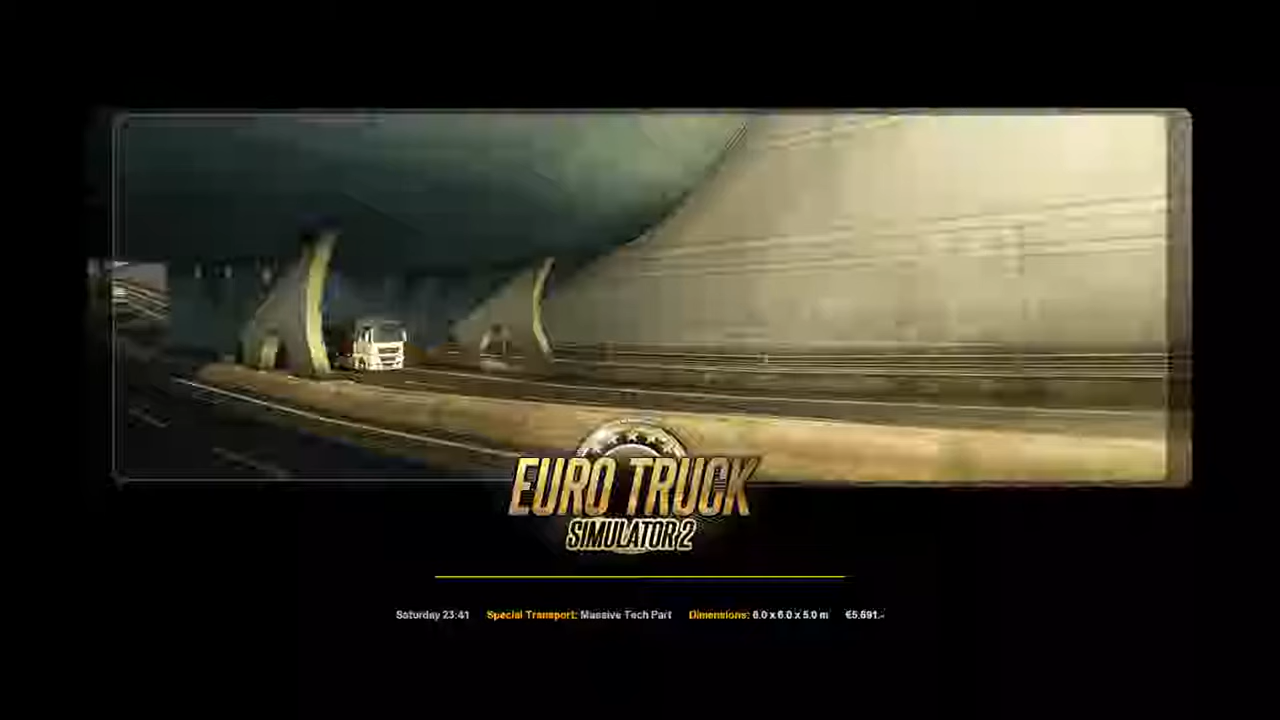 EURO TRUCK
SIMULATOR 2
Saturday 23:41 Special Transport: Massive Tech Part Dimensions: 6.0 x 6.0 x 5.0 m €5.691.-